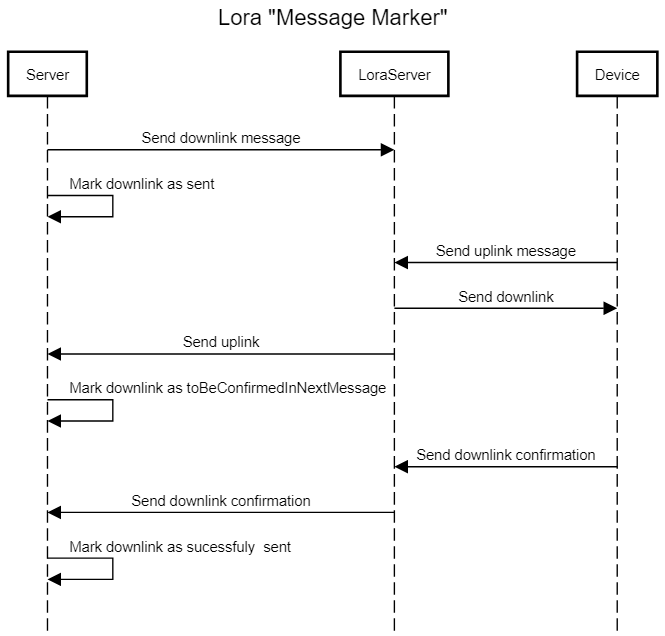 Lora "Message Marker"
Server LoraServer Device
Send downlink message
Mark downlink as sent
Send uplink message
Send downlink
Send uplink
Mark downlink as toBeConfirmedInNextMessage
Send downlink confirmation
Send downlink confirmation
Mark downlink as sucessfuly  sent